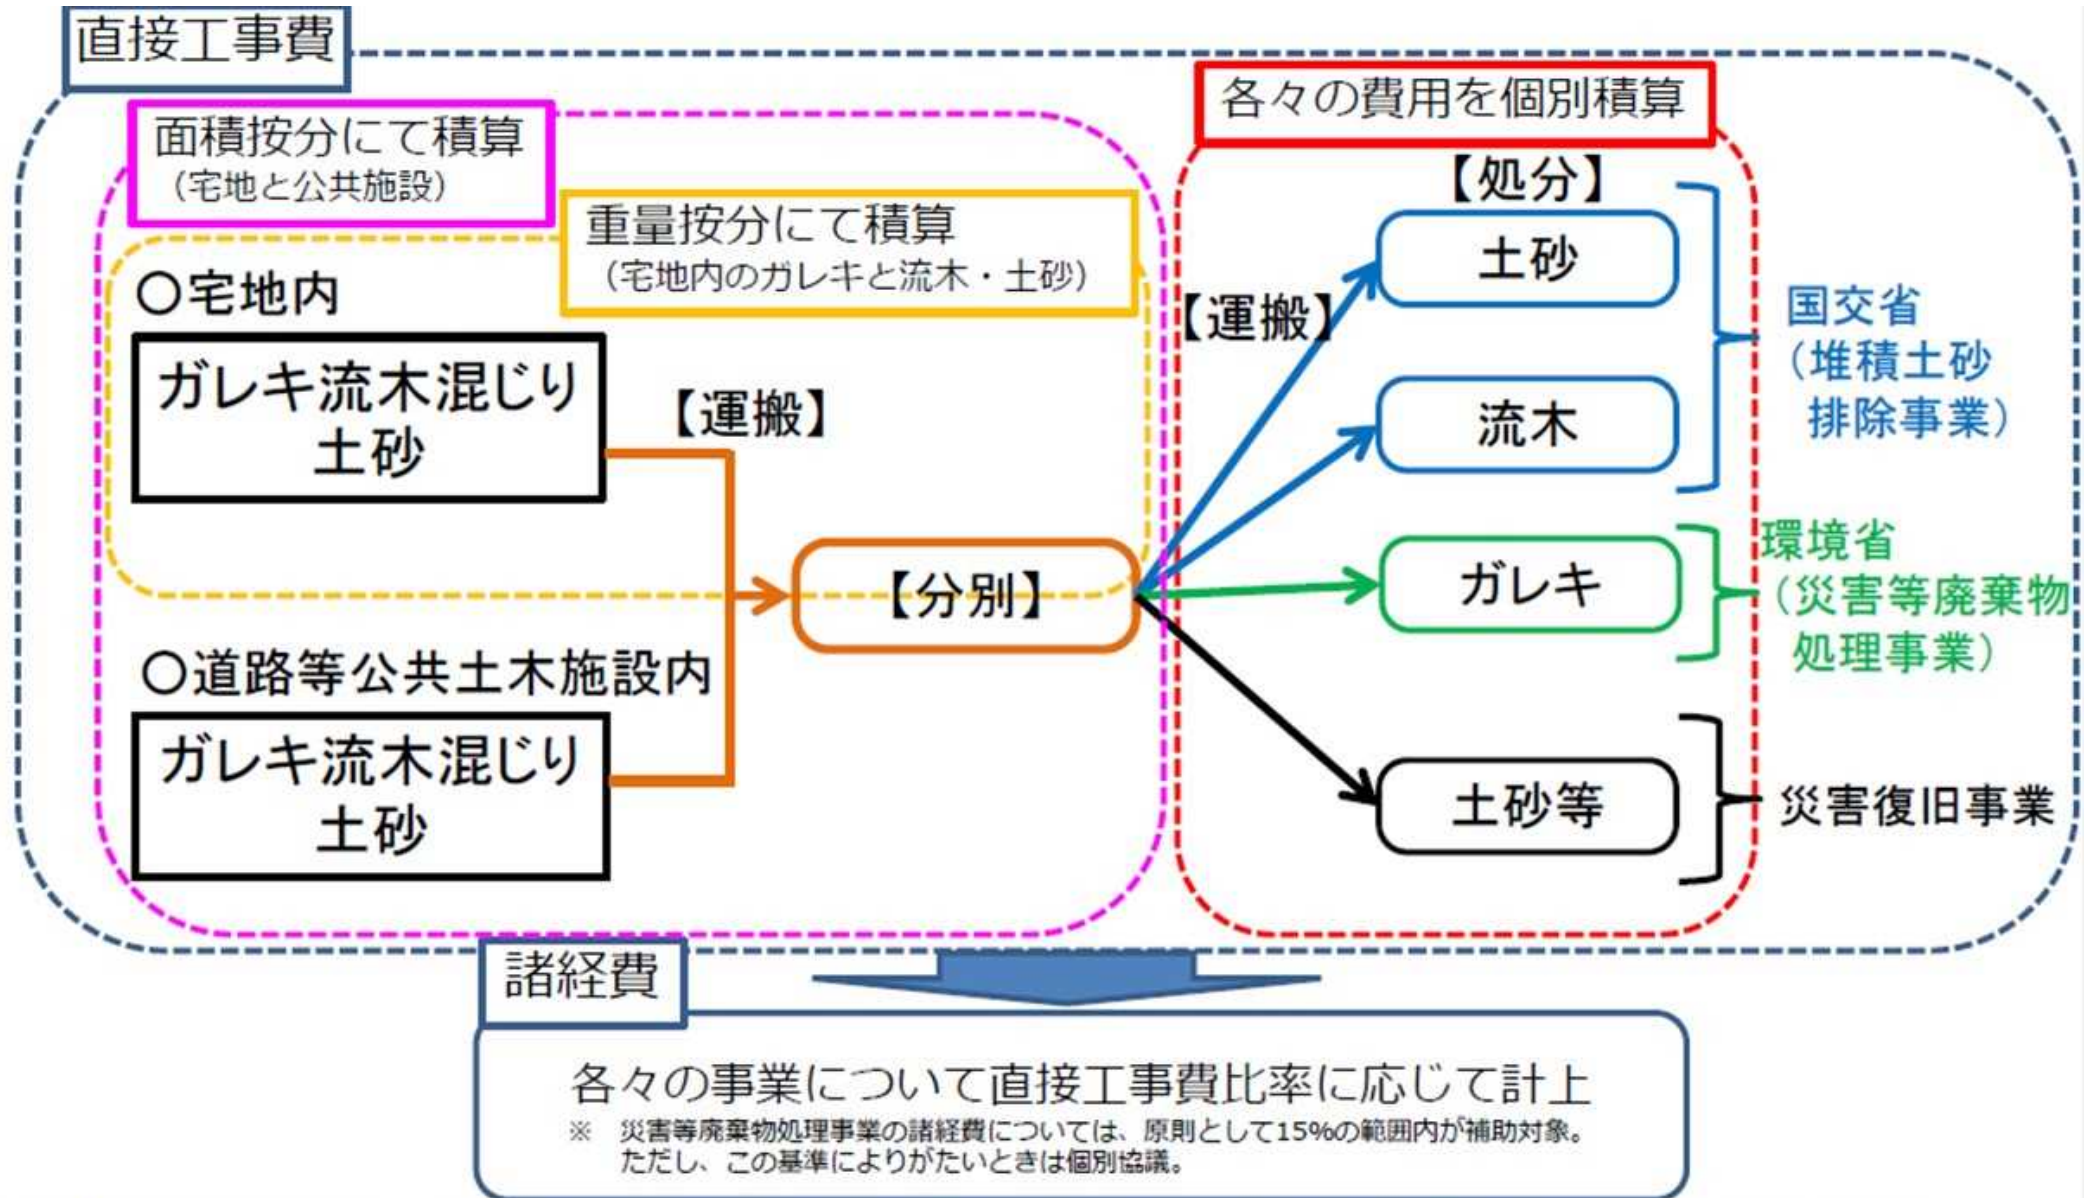 直接工事費
面積按分にて積算
（宅地と公共施設）
重量按分にて積算
（宅地内のガレキと流木・土砂）
〇宅地内
ガレキ流木混じり
土砂
【運搬】
【分別】
〇道路等公共土木施設内
ガレキ流木混じり
土砂
各々の費用を個別積算
【処分】
【運搬】
土砂
流木
国交省
（堆積土砂
排除事業）
ガレキ
環境省
（災害等廃棄物
処理事業）
土砂等
災害復旧事業
諸経費
各々の事業について直接工事費比率に応じて計上
※　災害等廃棄物処理事業の諸経費については、原則として15%の範囲内が補助対象。
ただし、この基準によりがたいときは個別協議。